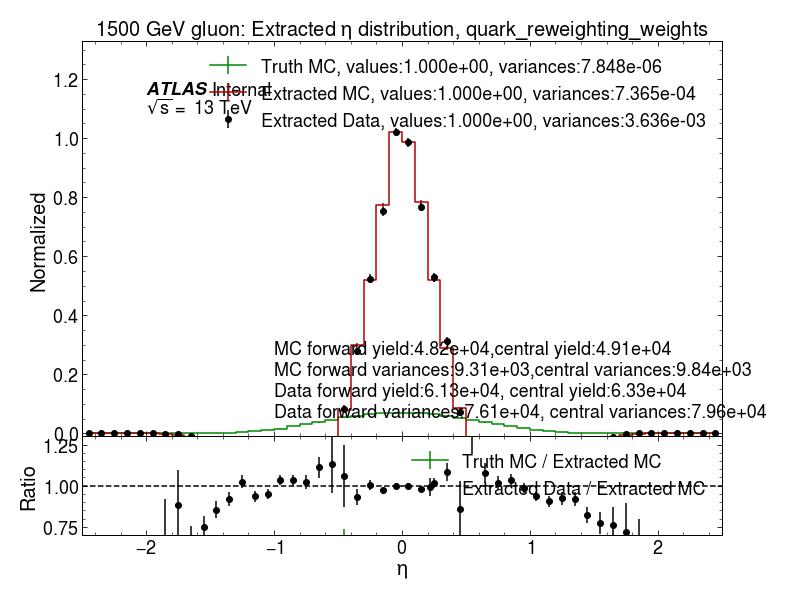 1500 GeV gluon: Extracted η distribution, quark_reweighting_weights
Truth MC, values:1.000e+00, variances:7.848e-06
ATLAS Internal
Extracted MC, values:1.000e+00, variances:7.365e-04
√s = 13 TeV
Extracted Data, values:1.000e+00, variances:3.636e-03
Normalized
1.2
1.0
0.8
0.6
0.4
0.2
0.0
MC forward yield:4.82e+04,central yield:4.91e+04
MC forward variances:9.31e+03,central variances:9.84e+03
Data forward yield:6.13e+04, central yield:6.33e+04
Data forward variances:7.61e+04, central variances:7.96e+04
Ratio
1.25
1.00
0.75
Truth MC / Extracted MC
Extracted Data / Extracted MC
−2 −1 0 1 2
η